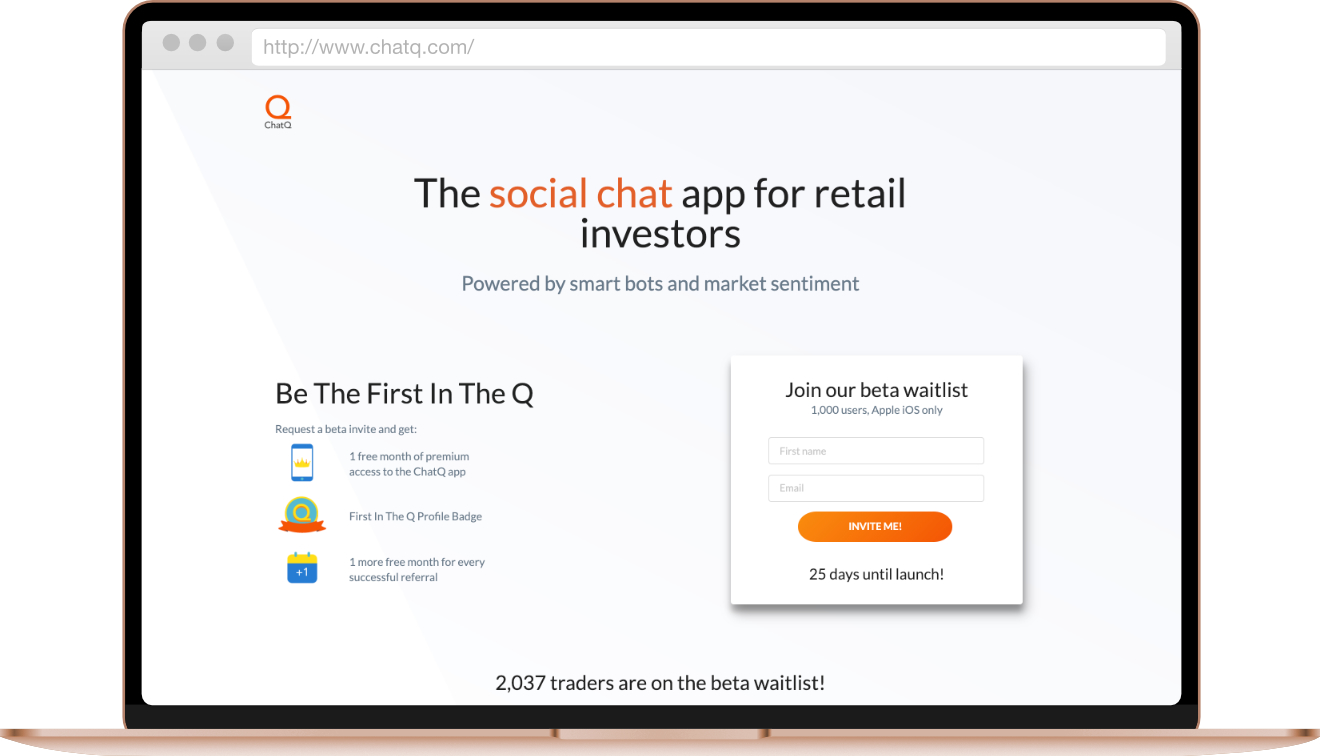 http://www.chatq.com/
Q
ChatQ
The social chat app for retail
investors
Powered by smart bots and market sentiment
Be The First In The Q
Request a beta invite and get:
1 free month of premium
access to the ChatQ app
Q
First In The Q Profile Badge
+1
1 more free month for every
successful referral
Join our beta waitlist
1,000 users, Apple iOS only
First name
Email
INVITE ME!
25 days until launch!
2,037 traders are on the beta waitlist!